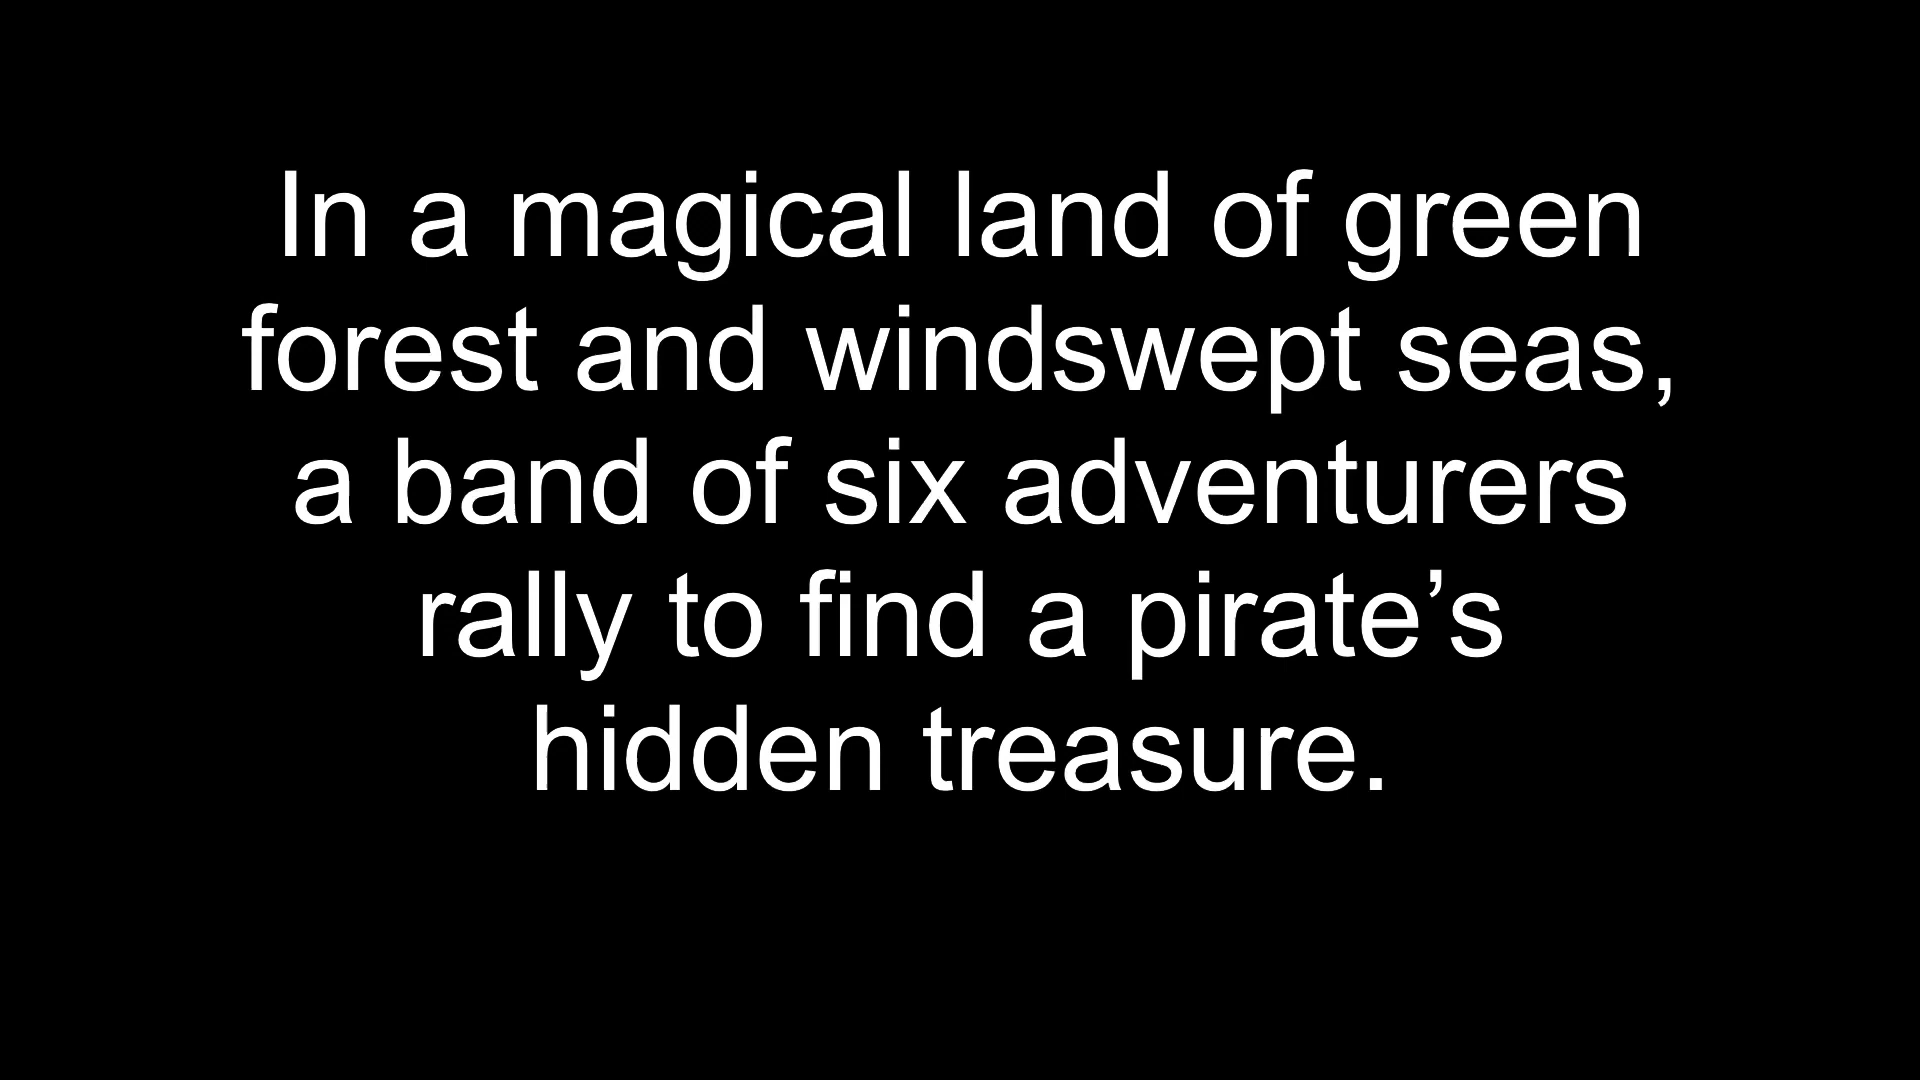 In a magical land of green
forest and windswept seas,
a band of six adventurers
rally to find a pirate’s
hidden treasure.